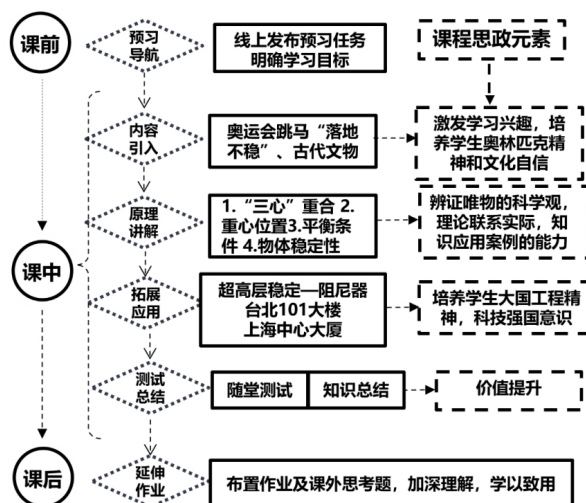 课前
预习
导航
线上发布预习任务
明确学习目标
课程思政元素
内容
引入
奥运会跳马“落地
不稳”、古代文物
激发学习兴趣，培
养学生奥林匹克精
神和文化自信
原理
讲解
1.“三心”重合 2.
重心位置3.平衡条
件 4.物体稳定性
辨证唯物的科学观，
理论联系实际，知
识应用案例的能力
课中
拓展
应用
超高层稳定—阻尼器
台北101大楼
上海中心大厦
培养学生大国工程精
神，科技强国意识
测试
总结
随堂测试
知识总结
价值提升
课后
延伸
作业
布置作业及课外思考题，加深理解，学以致用